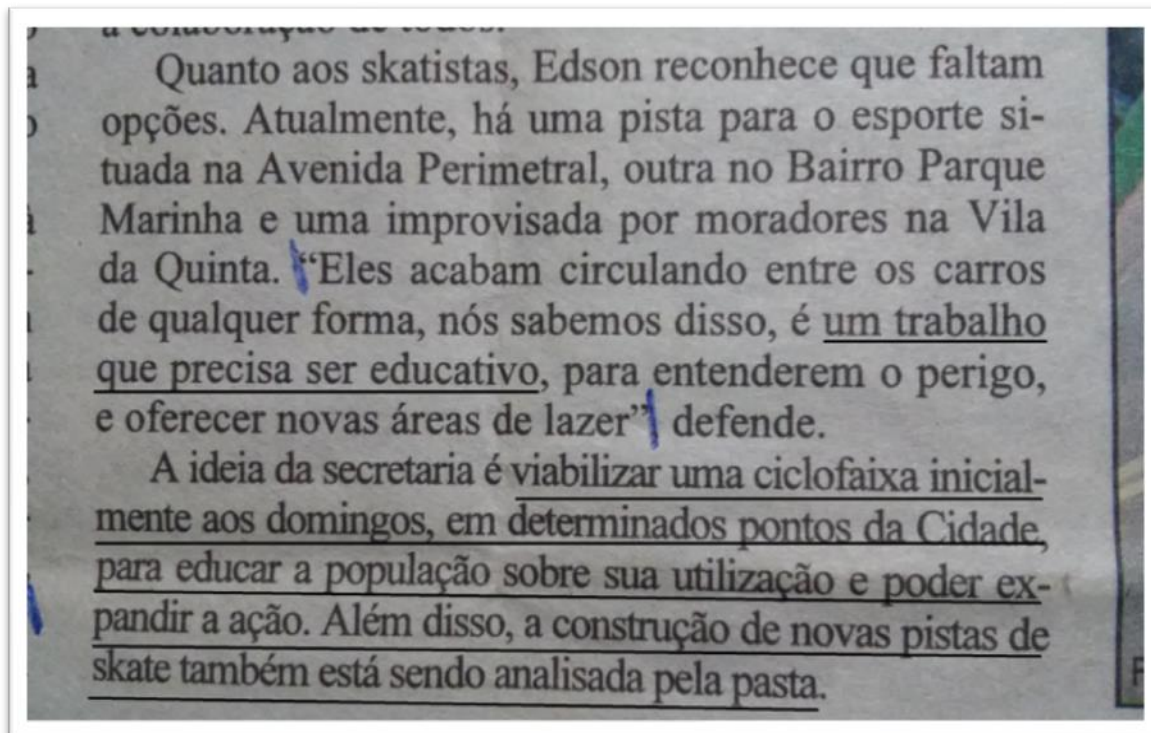 a colaboração de todos.
Quanto aos skatistas, Edson reconhece que faltam
opções. Atualmente, há uma pista para o esporte si-
tuada na Avenida Perimetral, outra no Bairro Parque
Marinha e uma improvisada por moradores na Vila
da Quinta. “Eles acabam circulando entre os carros
de qualquer forma, nós sabemos disso, é um trabalho
que precisa ser educativo, para entenderem o perigo,
e oferecer novas áreas de lazer” defende.
A ideia da secretaria é viabilizar uma ciclofaixa inicial-
mente aos domingos, em determinados pontos da Cidade,
para educar a população sobre sua utilização e poder ex-
pandir a ação. Além disso, a construção de novas pistas de
skate também está sendo analisada pela pasta.